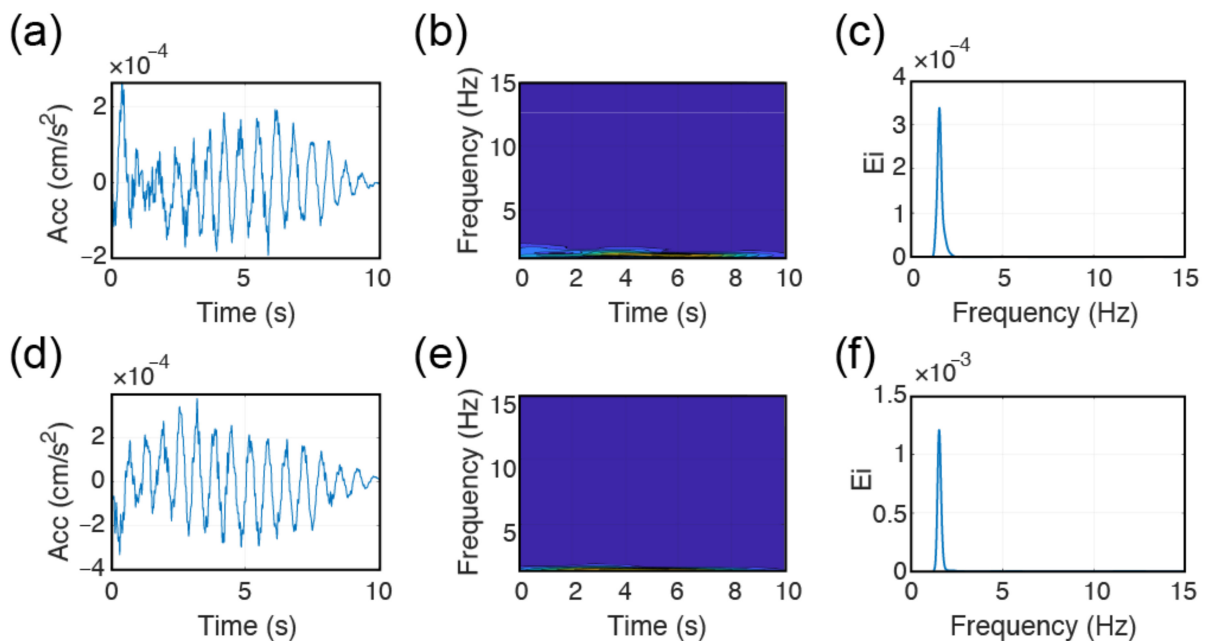 (a)
×10⁻⁴
2
0
−2
0
5
10
Acc (cm/s²)
Time (s)
(b)
15
10
5
0
2
4
6
8
10
Frequency (Hz)
Time (s)
(c)
×10⁻⁴
4
3
2
1
0
0
5
10
15
Ei
Frequency (Hz)
(d)
×10⁻⁴
2
0
−2
−4
0
5
10
Acc (cm/s²)
Time (s)
(e)
15
10
5
0
2
4
6
8
10
Frequency (Hz)
Time (s)
(f)
×10⁻³
1.5
1
0.5
0
0
5
10
15
Ei
Frequency (Hz)